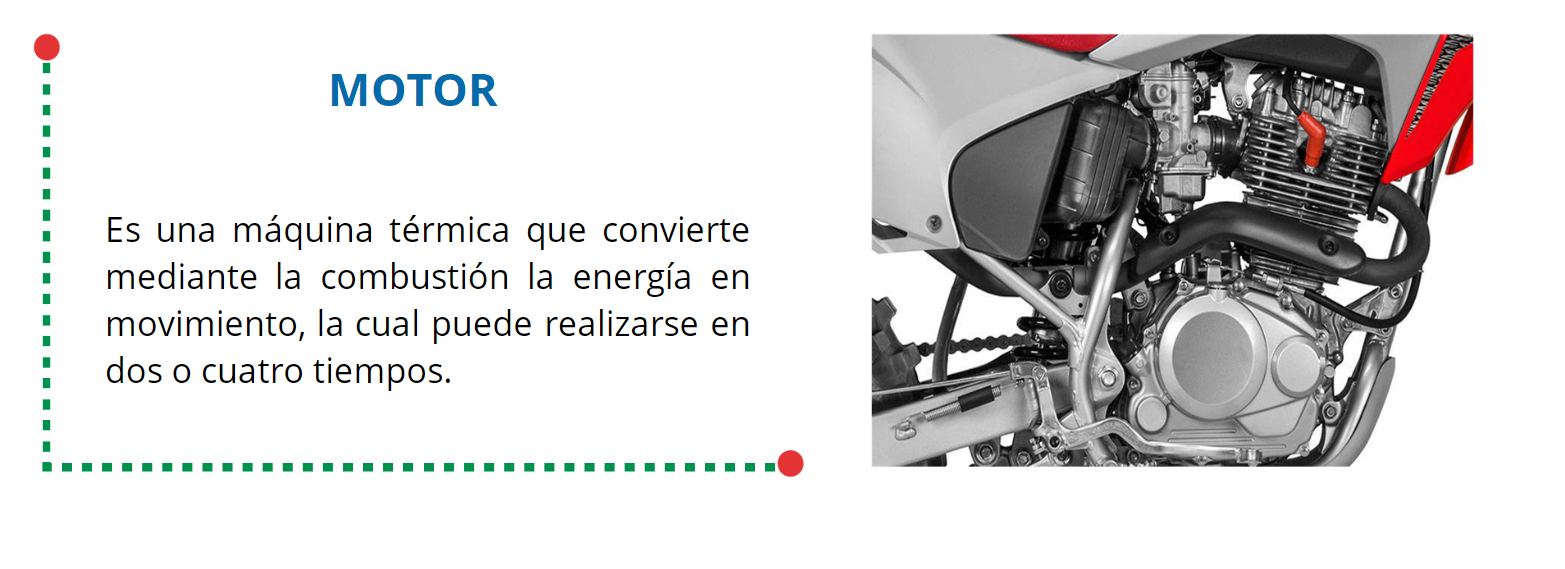 MOTOR
Es una máquina térmica que convierte
mediante la combustión la energía en
movimiento, la cual puede realizarse en
dos o cuatro tiempos.